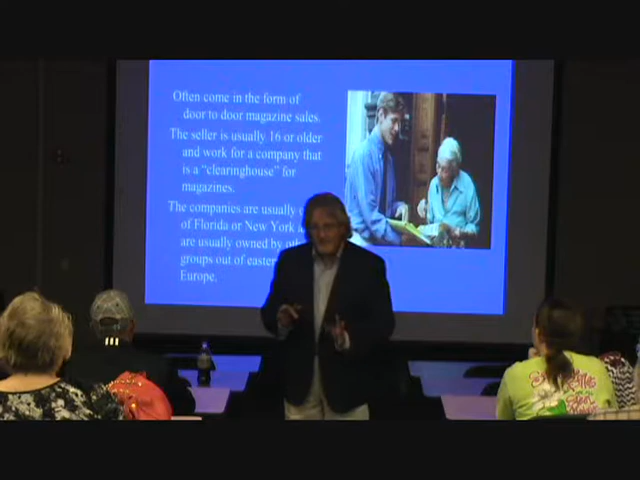 Often come in the form of
door to door magazine sales.
The seller is usually 16 or older
and work for a company that
is a "clearinghouse" for
magazines.
The companies are usually
of Florida or New York
are usually owned by
groups out of easter
Europe.